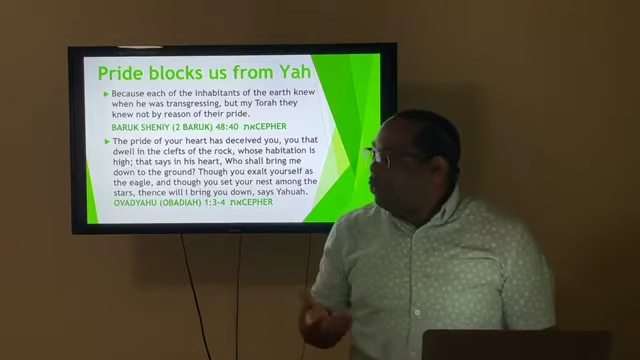 Pride blocks us from Yah
Because each of the inhabitants of the earth knew
when he was transgressing, but my Torah they
knew not by reason of their pride.
BARUK SHENIY (2 BARUK) 48:40 את CEPHER
The pride of your heart has deceived you, you that
dwell in the clefts of the rock, whose habitation is
high; that says in his heart, Who shall bring me
down to the ground? Though you exalt yourself as
the eagle, and though you set your nest among the
stars, thence will I bring you down, says Yahuah.
OVADYAHU (OBADIAH) 1:3-4 את CEPHER